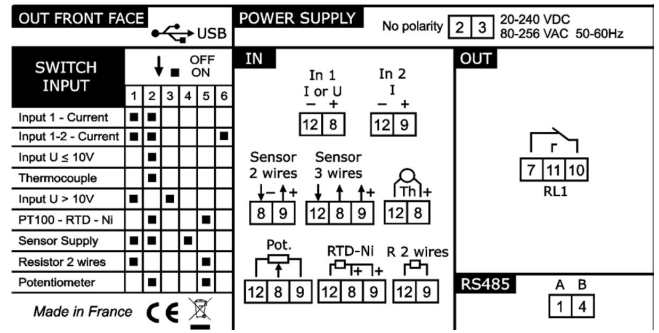 OUT FRONT FACE
USB
POWER SUPPLY
No polarity 2 3 20-240 VDC
80-256 VAC 50-60Hz
SWITCH
INPUT
OFF
ON
1 2 3 4 5 6
Input 1 - Current
Input 1-2 - Current
Input U ≤ 10V
Thermocouple
Input U > 10V
PT100 - RTD - Ni
Sensor Supply
Resistor 2 wires
Potentiometer
Made in France CE
IN
In 1 In 2
I or U I
– + – +
12 8 12 9
Sensor Sensor
2 wires 3 wires
– + + Th +
8 9 12 8 9 12 8
Pot. RTD-Ni R 2 wires
+ +
12 8 9 12 8 9 12 9
OUT
r
7 11 10
RL1
RS485
A B
1 4